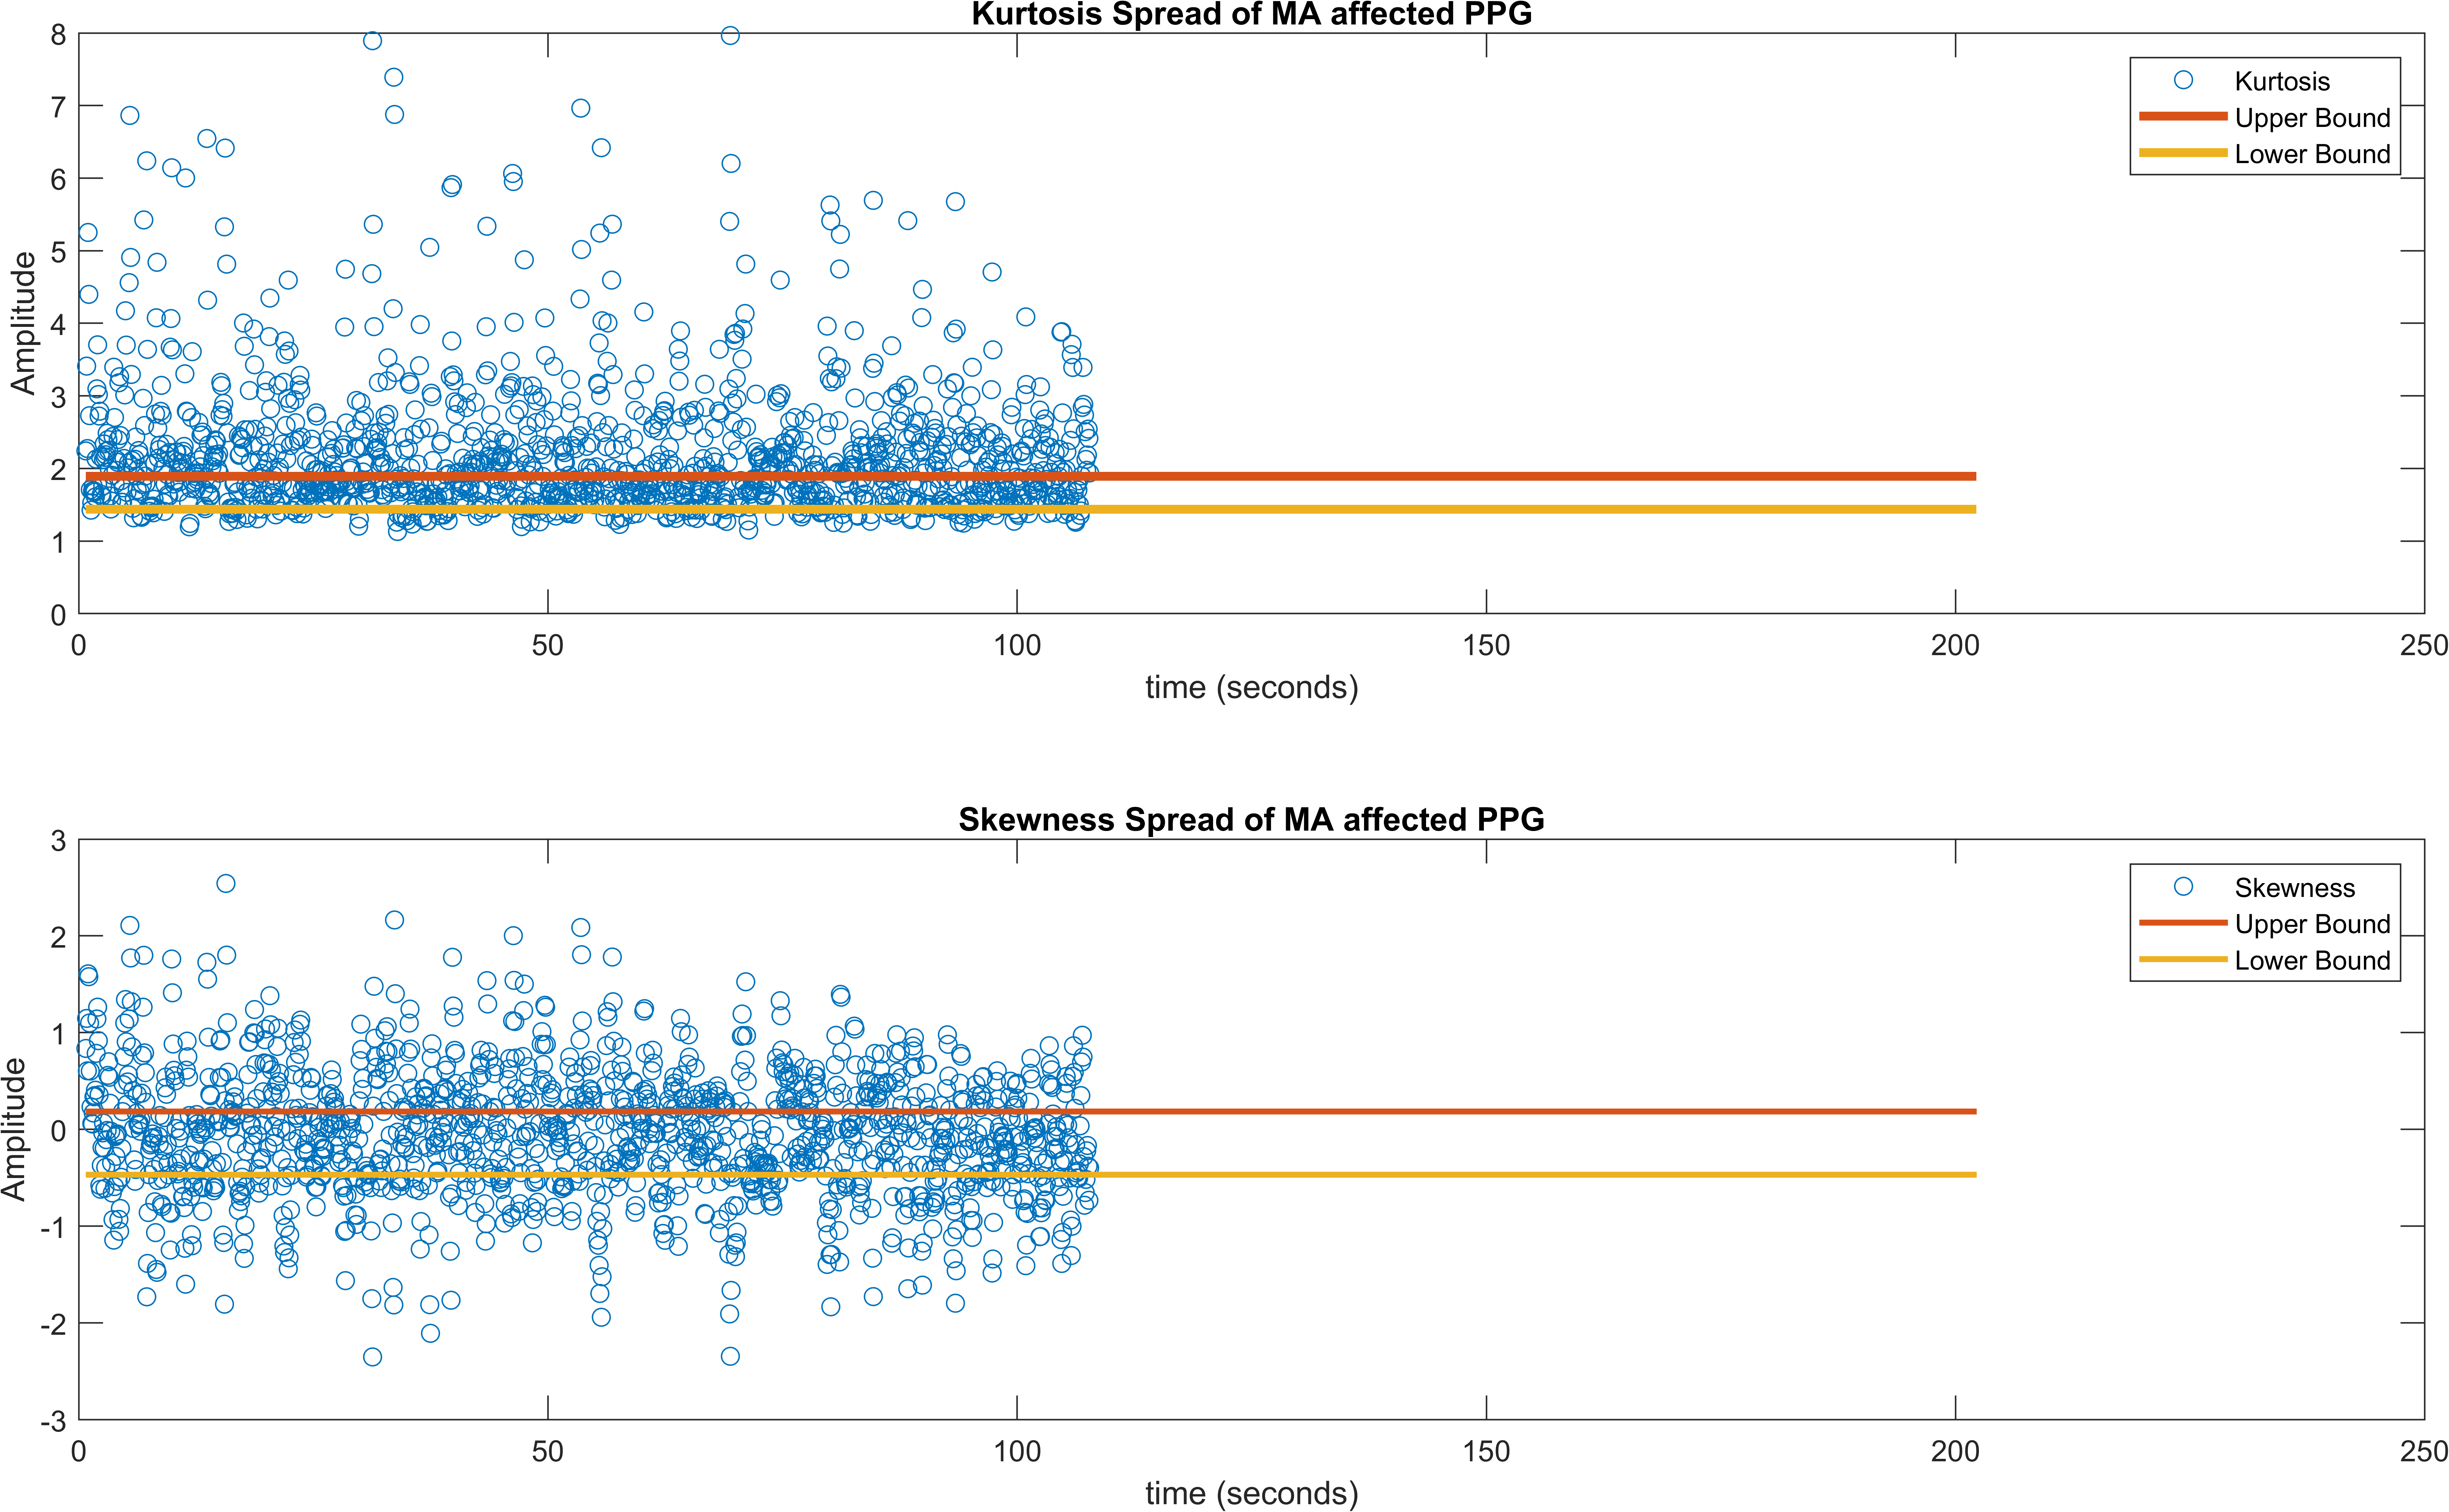 Kurtosis Spread of MA affected PPG
8
7
6
5
4
3
2
1
0
Amplitude
Kurtosis
Upper Bound
Lower Bound
0 50 100 150 200 250
time (seconds)
Skewness Spread of MA affected PPG
3
2
1
0
-1
-2
-3
Amplitude
Skewness
Upper Bound
Lower Bound
0 50 100 150 200 250
time (seconds)